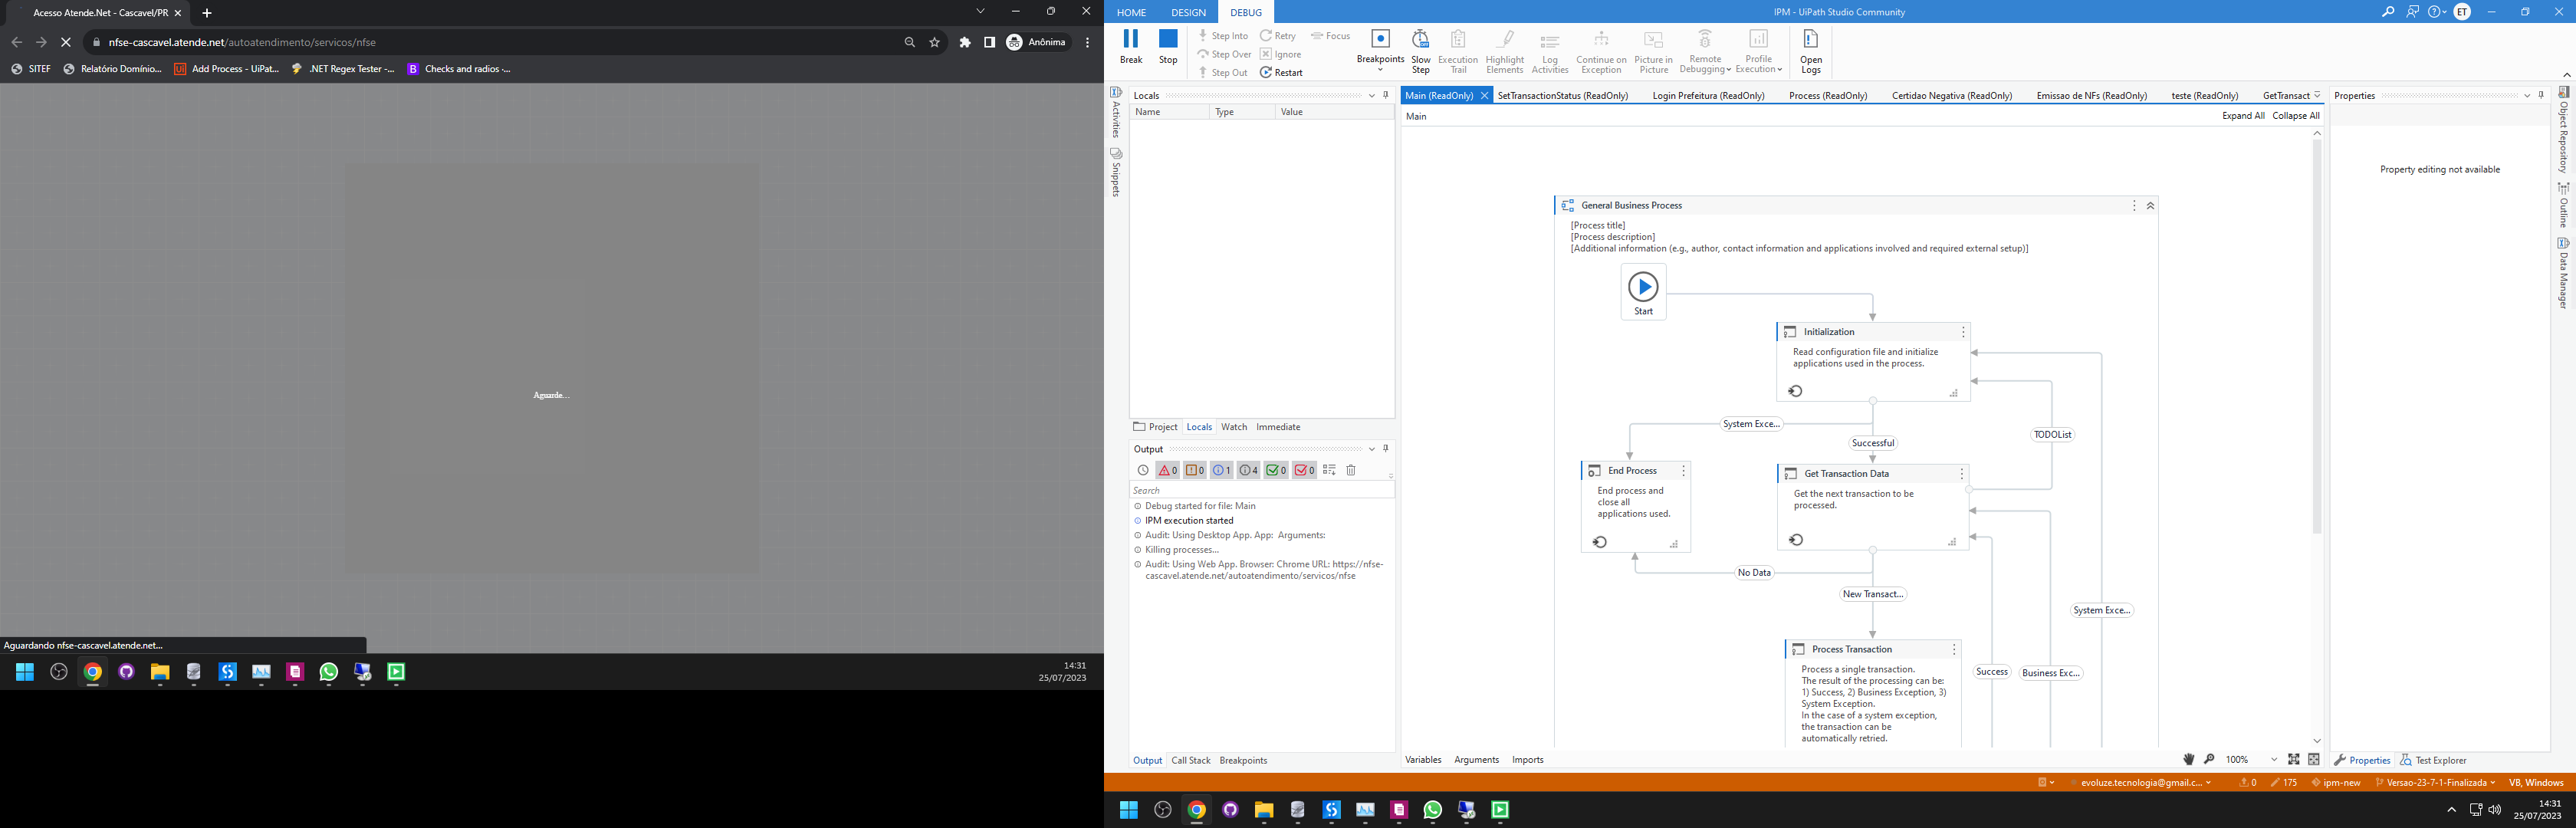 Acesso Atende.Net - Cascavel/PR
nfse-cascavel.atende.net/autoatendimento/servicos/nfse
Anônima
SITEF
Relatório Domínio...
Add Process - UiPat...
.NET Regex Tester -...
Checks and radios ·...
Aguarde...
Aguardando nfse-cascavel.atende.net...
14:31
25/07/2023
HOME DESIGN DEBUG
IPM - UiPath Studio Community
ET
Break
Stop
Step Into
Step Over
Step Out
Retry
Ignore
Restart
Focus
Breakpoints
Slow
Step
Execution
Trail
Highlight
Elements
Log
Activities
Continue on
Exception
Picture in
Picture
Remote
Debugging
Profile
Execution
Open
Logs
Activities
Snippets
Locals
Name Type Value
Project Locals Watch Immediate
Output
0 0 1 4 0 0
Search
Debug started for file: Main
IPM execution started
Audit: Using Desktop App. App: Arguments:
Killing processes...
Audit: Using Web App. Browser: Chrome URL: https://nfse-
cascavel.atende.net/autoatendimento/servicos/nfse
Output Call Stack Breakpoints
Main (ReadOnly)
SetTransactionStatus (ReadOnly)
Login Prefeitura (ReadOnly)
Process (ReadOnly)
Certidao Negativa (ReadOnly)
Emissao de NFs (ReadOnly)
teste (ReadOnly)
GetTransact
Main
Expand All Collapse All
General Business Process
[Process title]
[Process description]
[Additional information (e.g., author, contact information and applications involved and required external setup)]
Start
Initialization
Read configuration file and initialize
applications used in the process.
System Exce...
Successful
TODOList
End Process
End process and
close all
applications used.
Get Transaction Data
Get the next transaction to be
processed.
No Data
New Transact...
System Exce...
Process Transaction
Process a single transaction.
The result of the processing can be:
1) Success, 2) Business Exception, 3)
System Exception.
In the case of a system exception,
the transaction can be
automatically retried.
Success
Business Exc...
Variables Arguments Imports
100%
Properties
Property editing not available
Properties Test Explorer
Object Repository
Outline
Data Manager
evoluze.tecnologia@gmail.c...
0
175
ipm-new
Versao-23-7-1-Finalizada
VB, Windows
14:31
25/07/2023